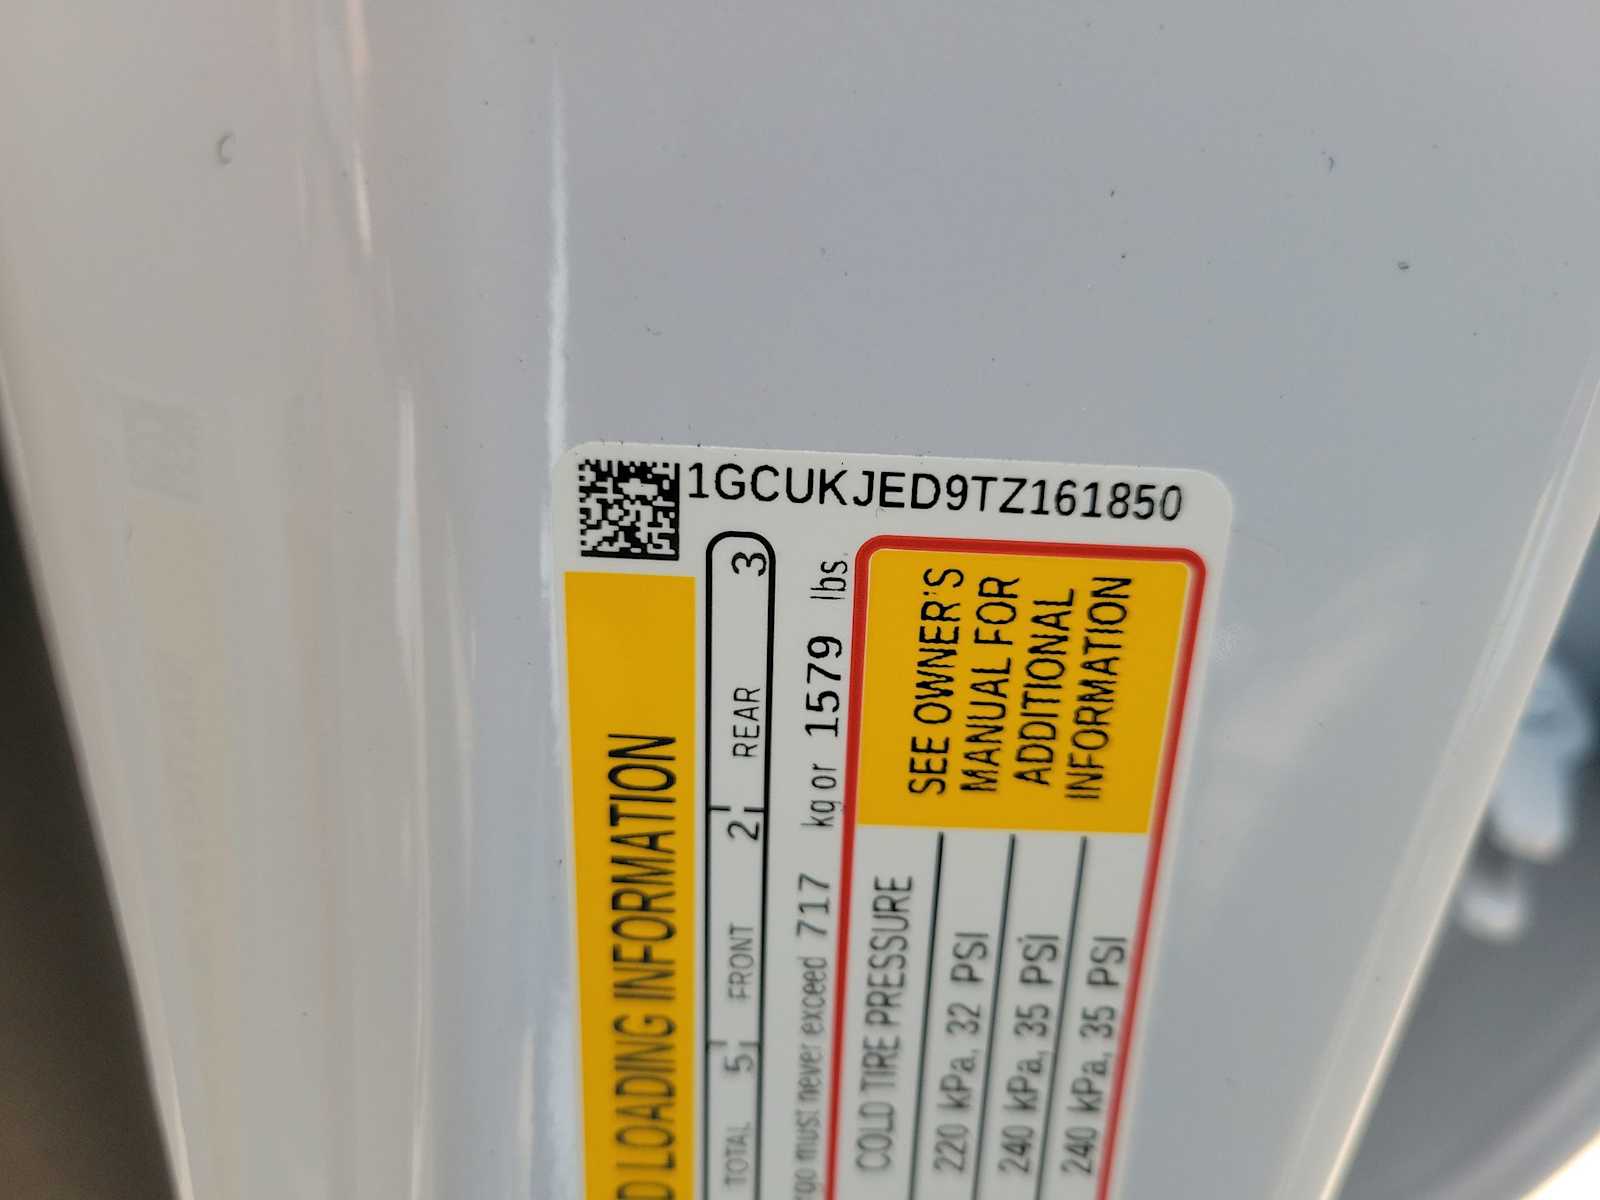 1GCUKJED9TZ161850
LOADING INFORMATION
TOTAL 5 FRONT 2 REAR 3
must never exceed 717 kg or 1579 lbs.
COLD TIRE PRESSURE
220 kPa, 32 PSI
240 kPa, 35 PSI
240 kPa, 35 PSI
SEE OWNER'S
MANUAL FOR
ADDITIONAL
INFORMATION